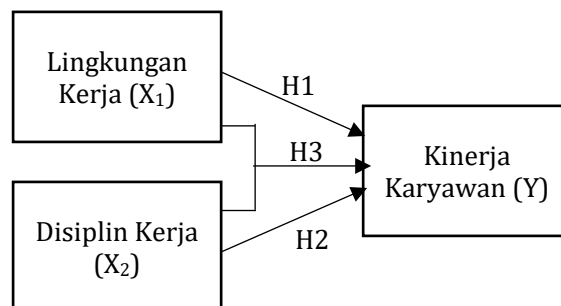 Lingkungan
Kerja (X₁)
H1
H3
Kinerja
Karyawan (Y)
Disiplin Kerja
(X₂)
H2